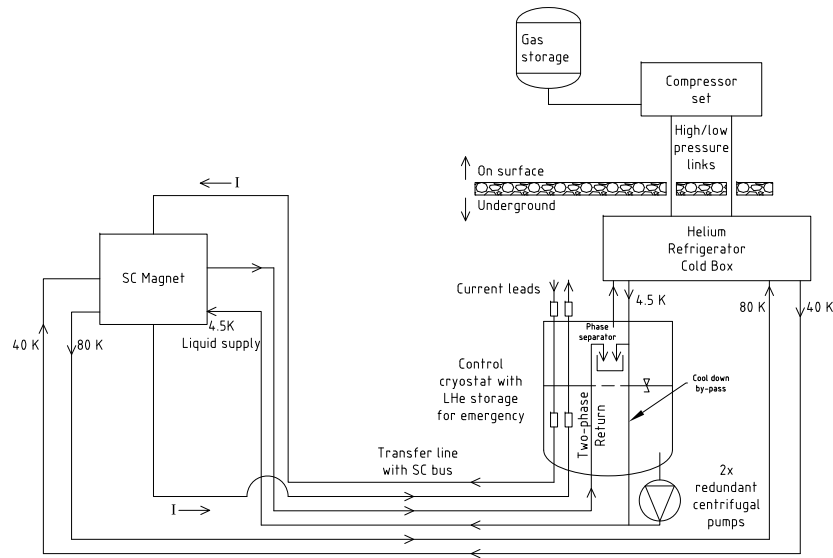 Gas
storage
Compressor
set
High/low
pressure
links
On surface
Underground
I
Helium
Refrigerator
Cold Box
SC Magnet
Current leads
4.5 K
80 K
40 K
Phase
separator
4.5K
Liquid supply
40 K
80 K
Control
cryostat with
LHe storage
for emergency
Cool down
by-pass
Two-phase
Return
Transfer line
with SC bus
I
2x
redundant
centrifugal
pumps